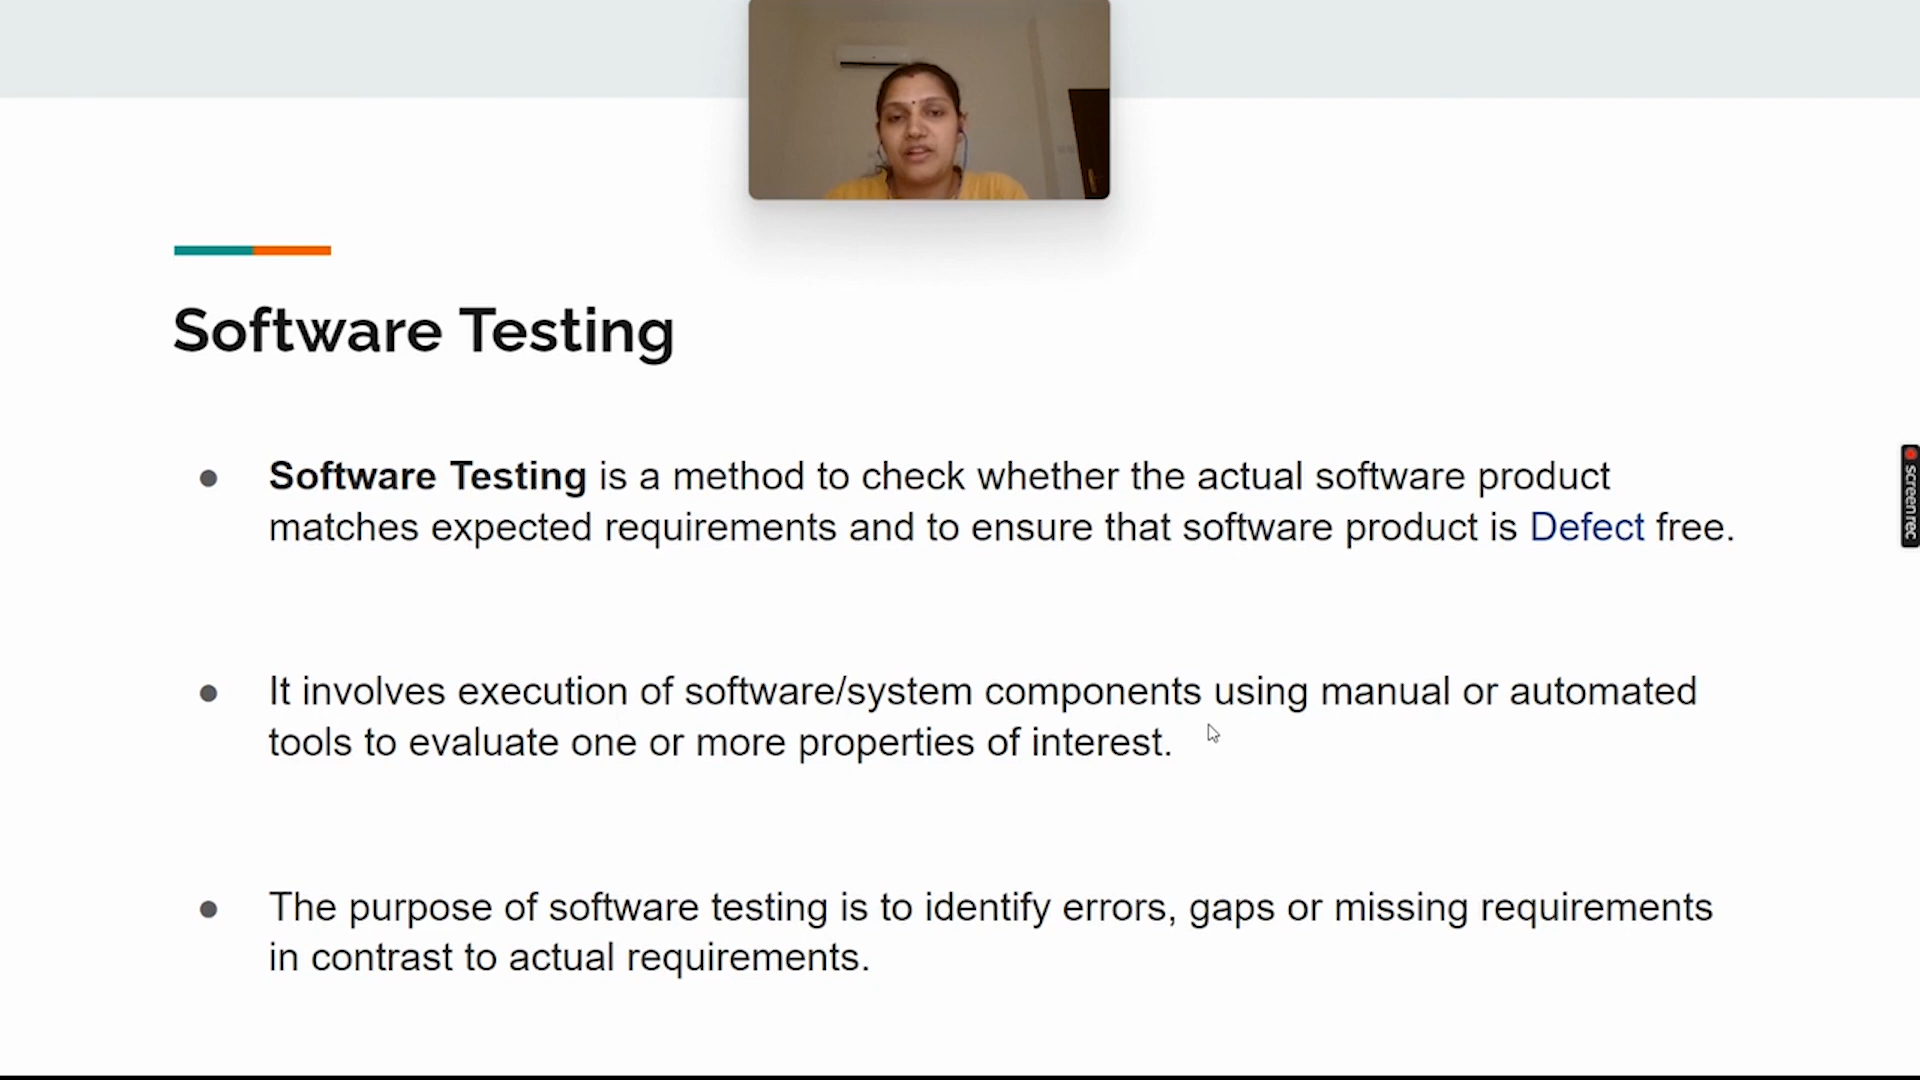 Software Testing
● Software Testing is a method to check whether the actual software product
matches expected requirements and to ensure that software product is Defect free.
● It involves execution of software/system components using manual or automated
tools to evaluate one or more properties of interest.
● The purpose of software testing is to identify errors, gaps or missing requirements
in contrast to actual requirements.
screenrec